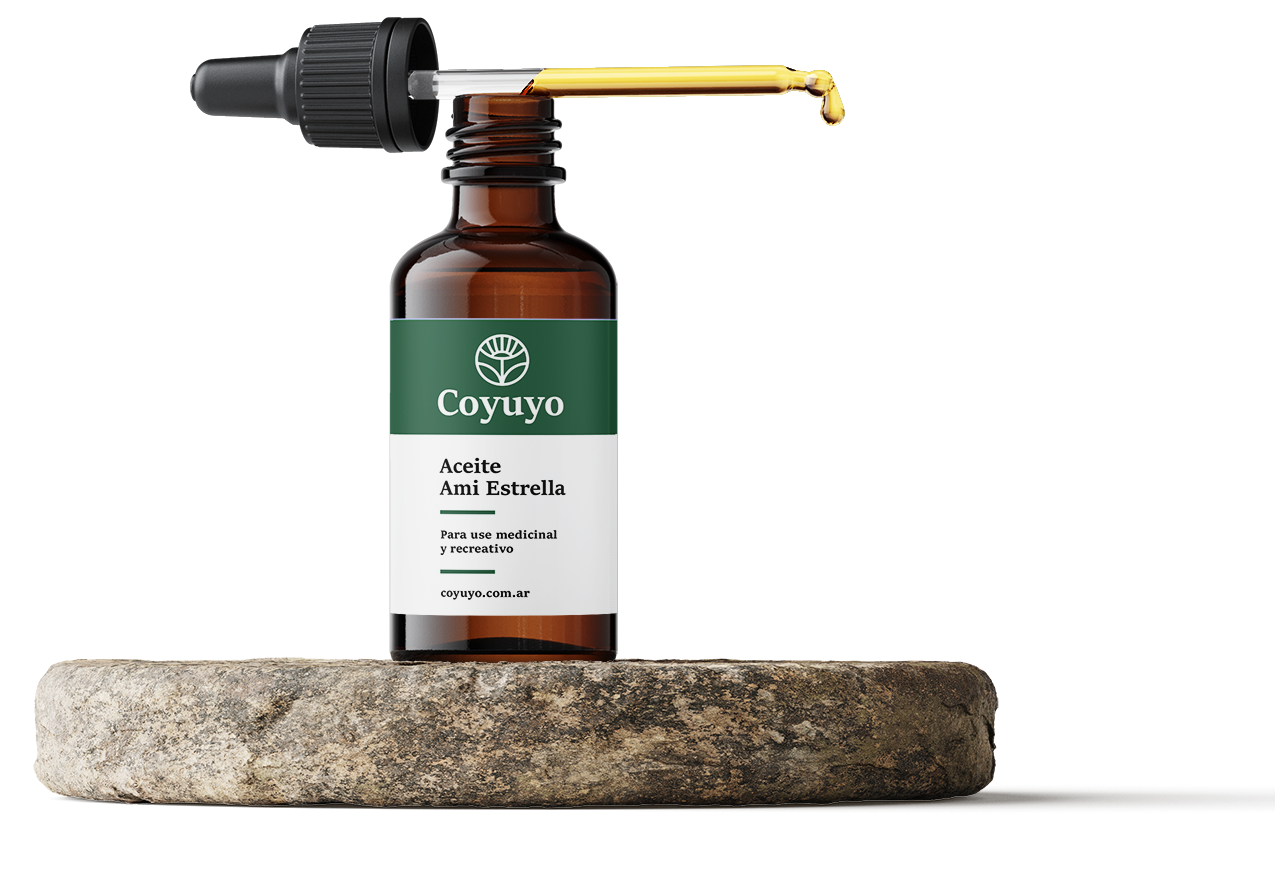 Coyuyo
Aceite
Ami Estrella
Para use medicinal
y recreativo
coyuyo.com.ar